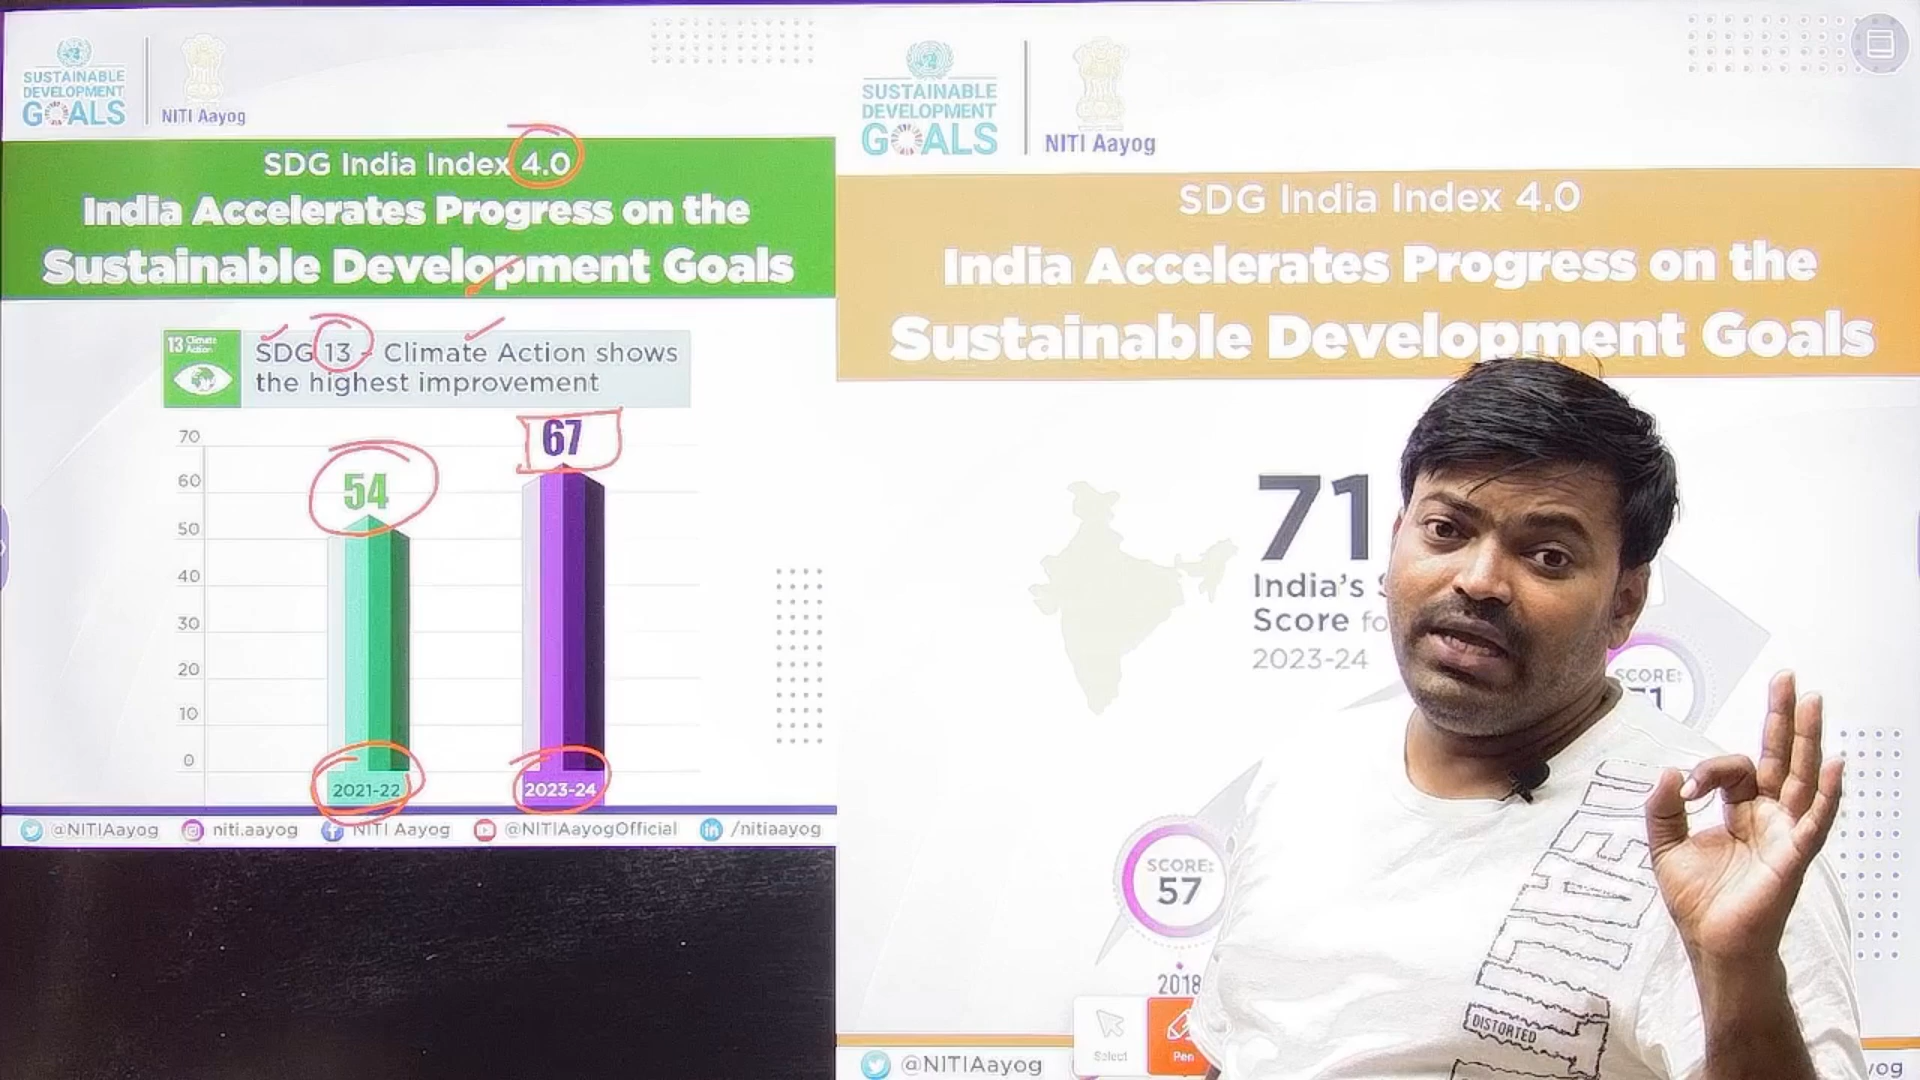 SUSTAINABLE
DEVELOPMENT
GOALS
NITI Aayog
SDG India Index 4.0
India Accelerates Progress on the
Sustainable Development Goals
13 Climate
Action
SDG 13 - Climate Action shows
the highest improvement
70
60
50
40
30
20
10
0
54
67
2021-22
2023-24
@NITIAayog
niti.aayog
NITI Aayog
@NITIAayogOfficial
/nitiaayog
SUSTAINABLE
DEVELOPMENT
GOALS
NITI Aayog
SDG India Index 4.0
India Accelerates Progress on the
Sustainable Development Goals
71
India's
Score
2023-24
SCORE:
SCORE:
57
2018
Select
Pen
@NITIAayog
DISTORTED